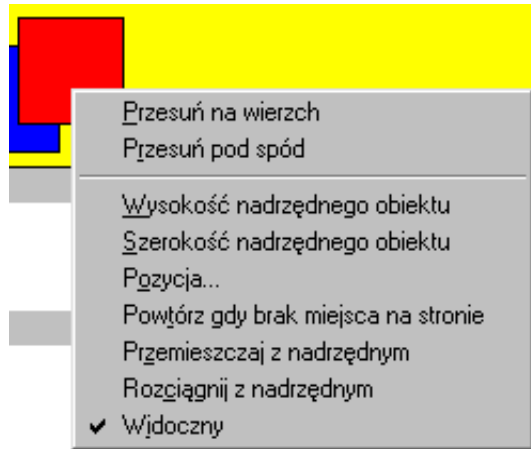 Przesuń na wierzch
Przesuń pod spód
Wysokość nadrzędnego obiektu
Szerokość nadrzędnego obiektu
Pozycja...
Powtórz gdy brak miejsca na stronie
Przemieszczaj z nadrzędnym
Rozciągnij z nadrzędnym
Widoczny